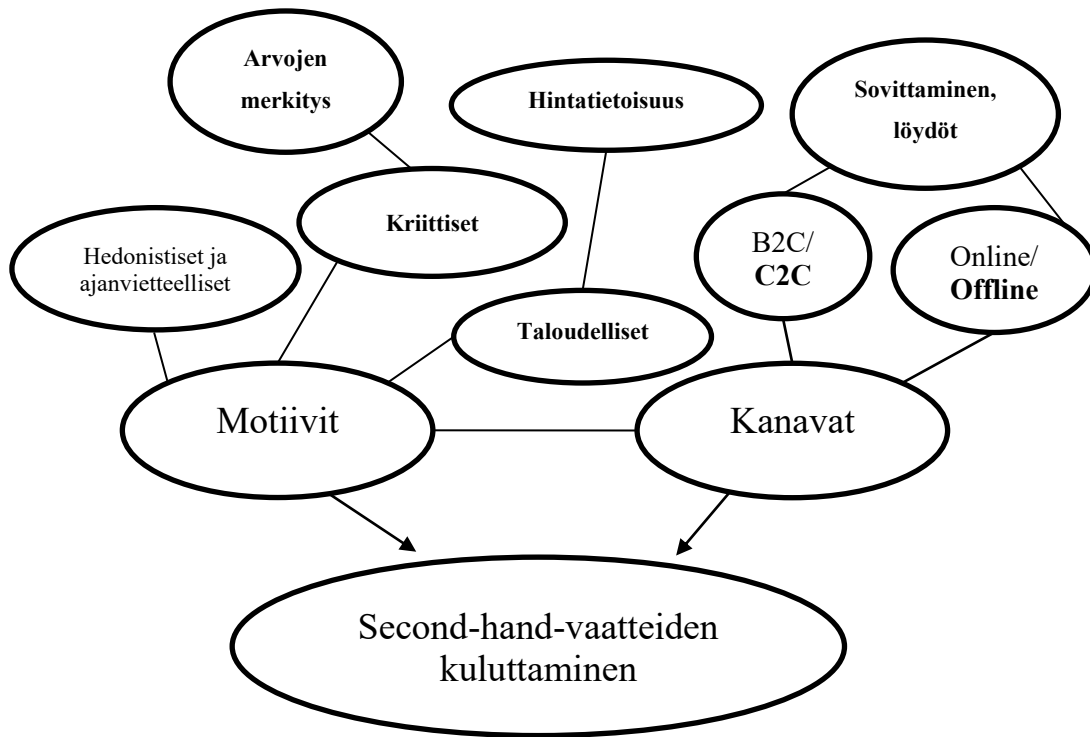 Arvojen
merkitys
Hintatietoisuus
Sovittaminen,
löydöt
Kriittiset
Hedonistiset ja
ajanvietteelliset
B2C/
C2C
Online/
Offline
Taloudelliset
Motiivit
Kanavat
Second-hand-vaatteiden
kuluttaminen